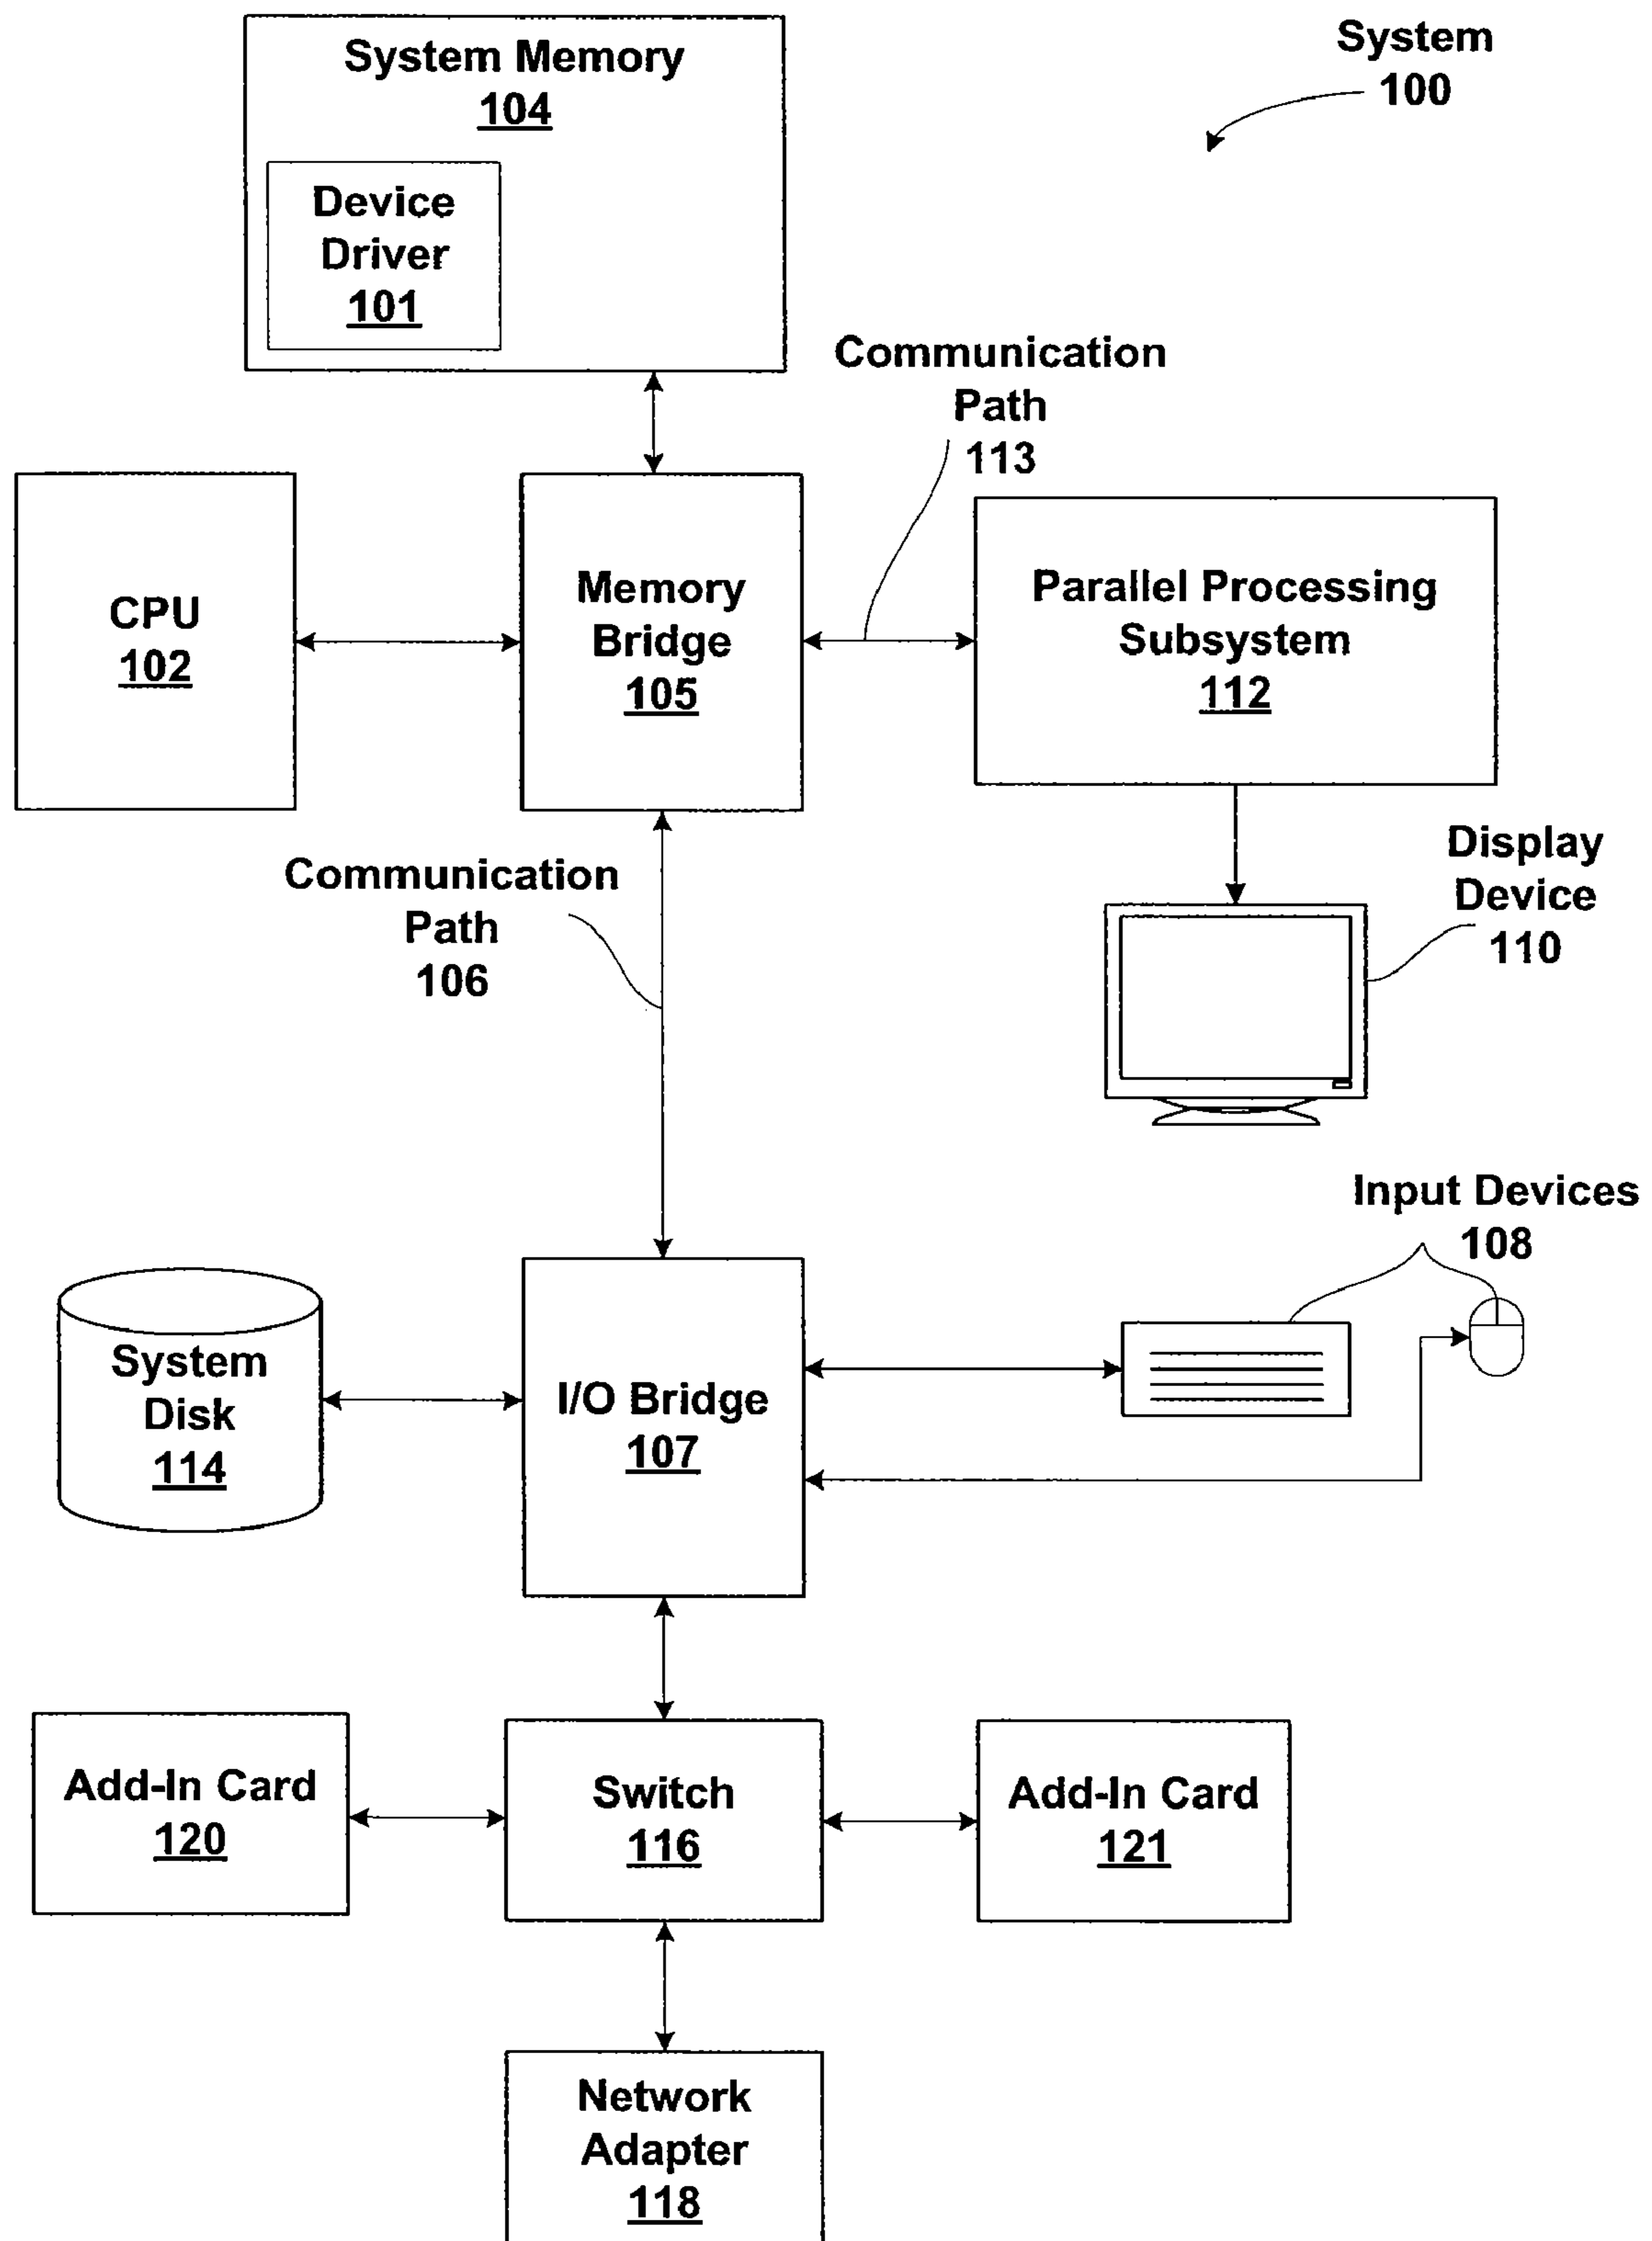 System Memory
104
System
100
Device
Driver
101
Communication
Path
113
CPU
102
Memory
Bridge
105
Parallel Processing
Subsystem
112
Communication
Path
106
Display
Device
110
Input Devices
108
System
Disk
114
I/O Bridge
107
Add-In Card
120
Switch
116
Add-In Card
121
Network
Adapter
118